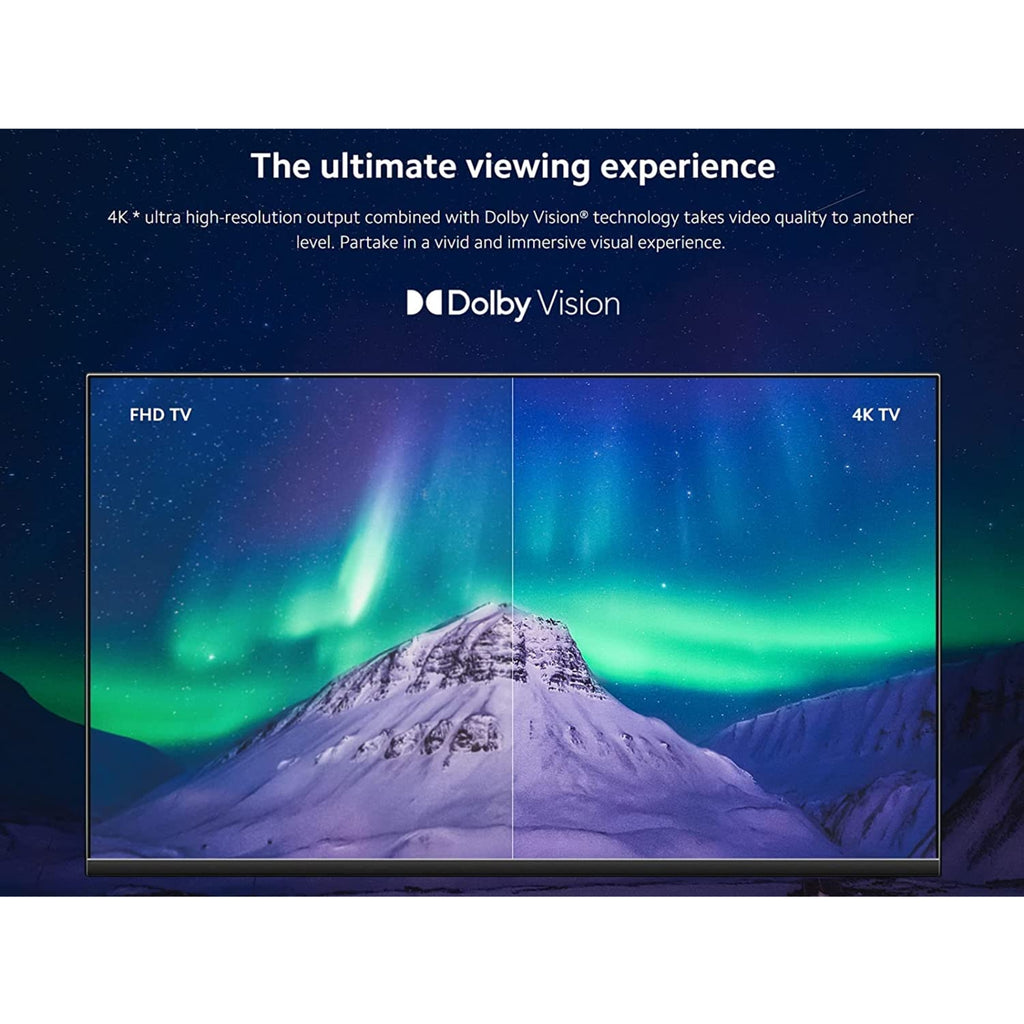 The ultimate viewing experience
4K * ultra high-resolution output combined with Dolby Vision® technology takes video quality to another
level. Partake in a vivid and immersive visual experience.
Dolby Vision
FHD TV
4K TV